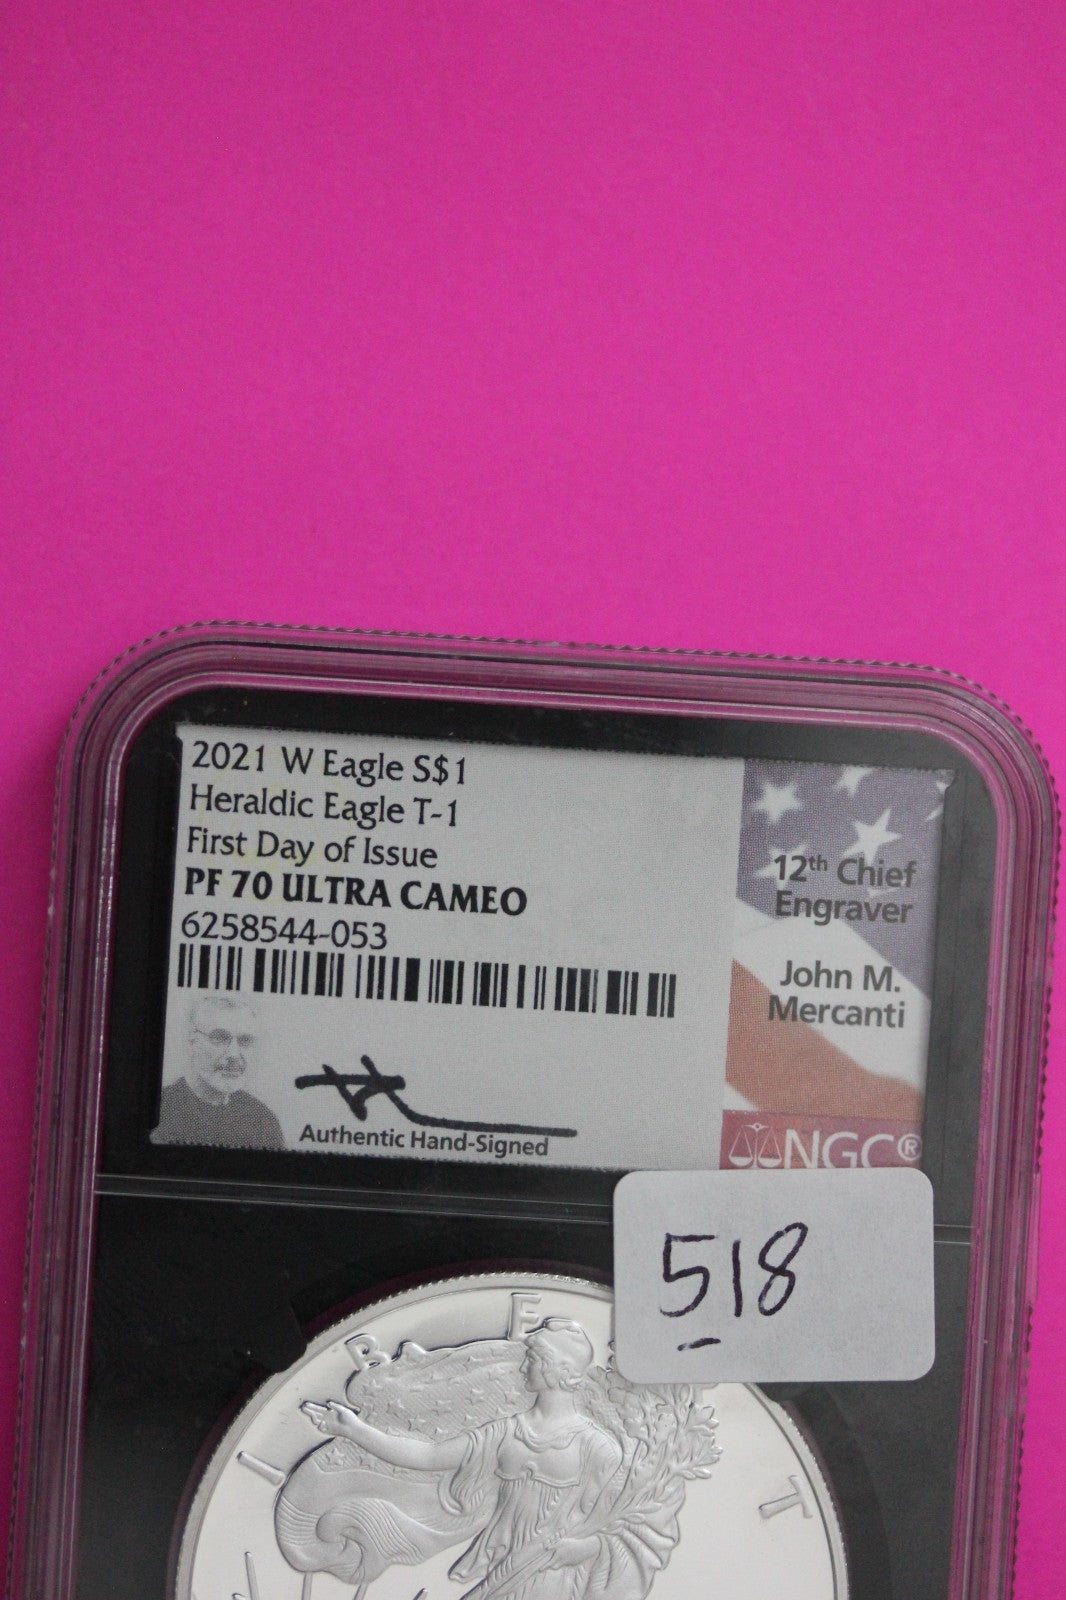 2021 W Eagle S$1
Heraldic Eagle T-1
First Day of Issue
PF 70 ULTRA CAMEO
6258544-053
Authentic Hand-Signed
12th Chief
Engraver
John M.
Mercanti
NGC®
518
I B E T